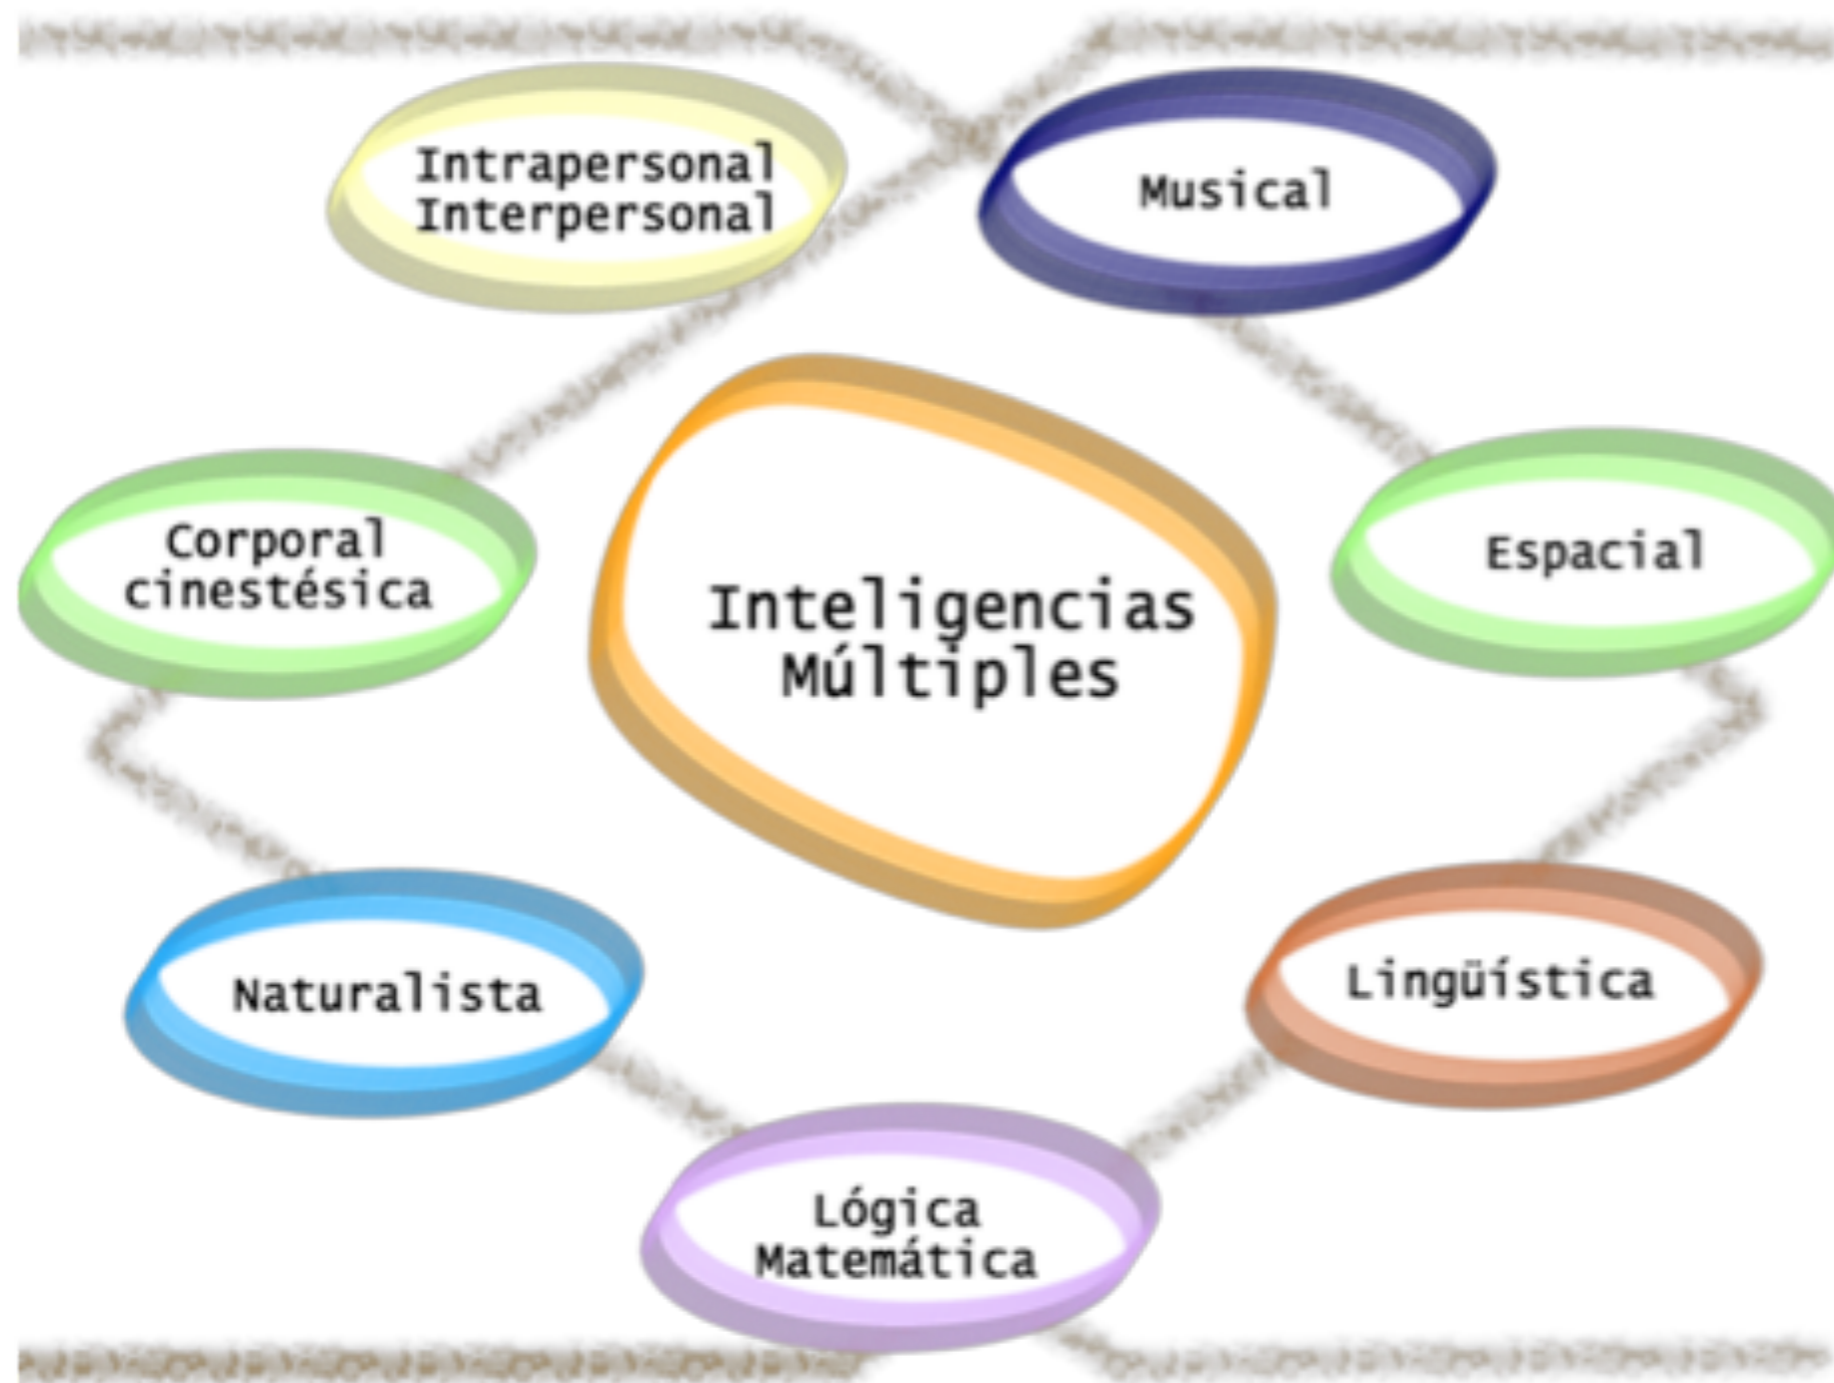 Intrapersonal
Interpersonal
Musical
Corporal
cinestésica
Inteligencias
Múltiples
Espacial
Naturalista
Lingüística
Lógica
Matemática